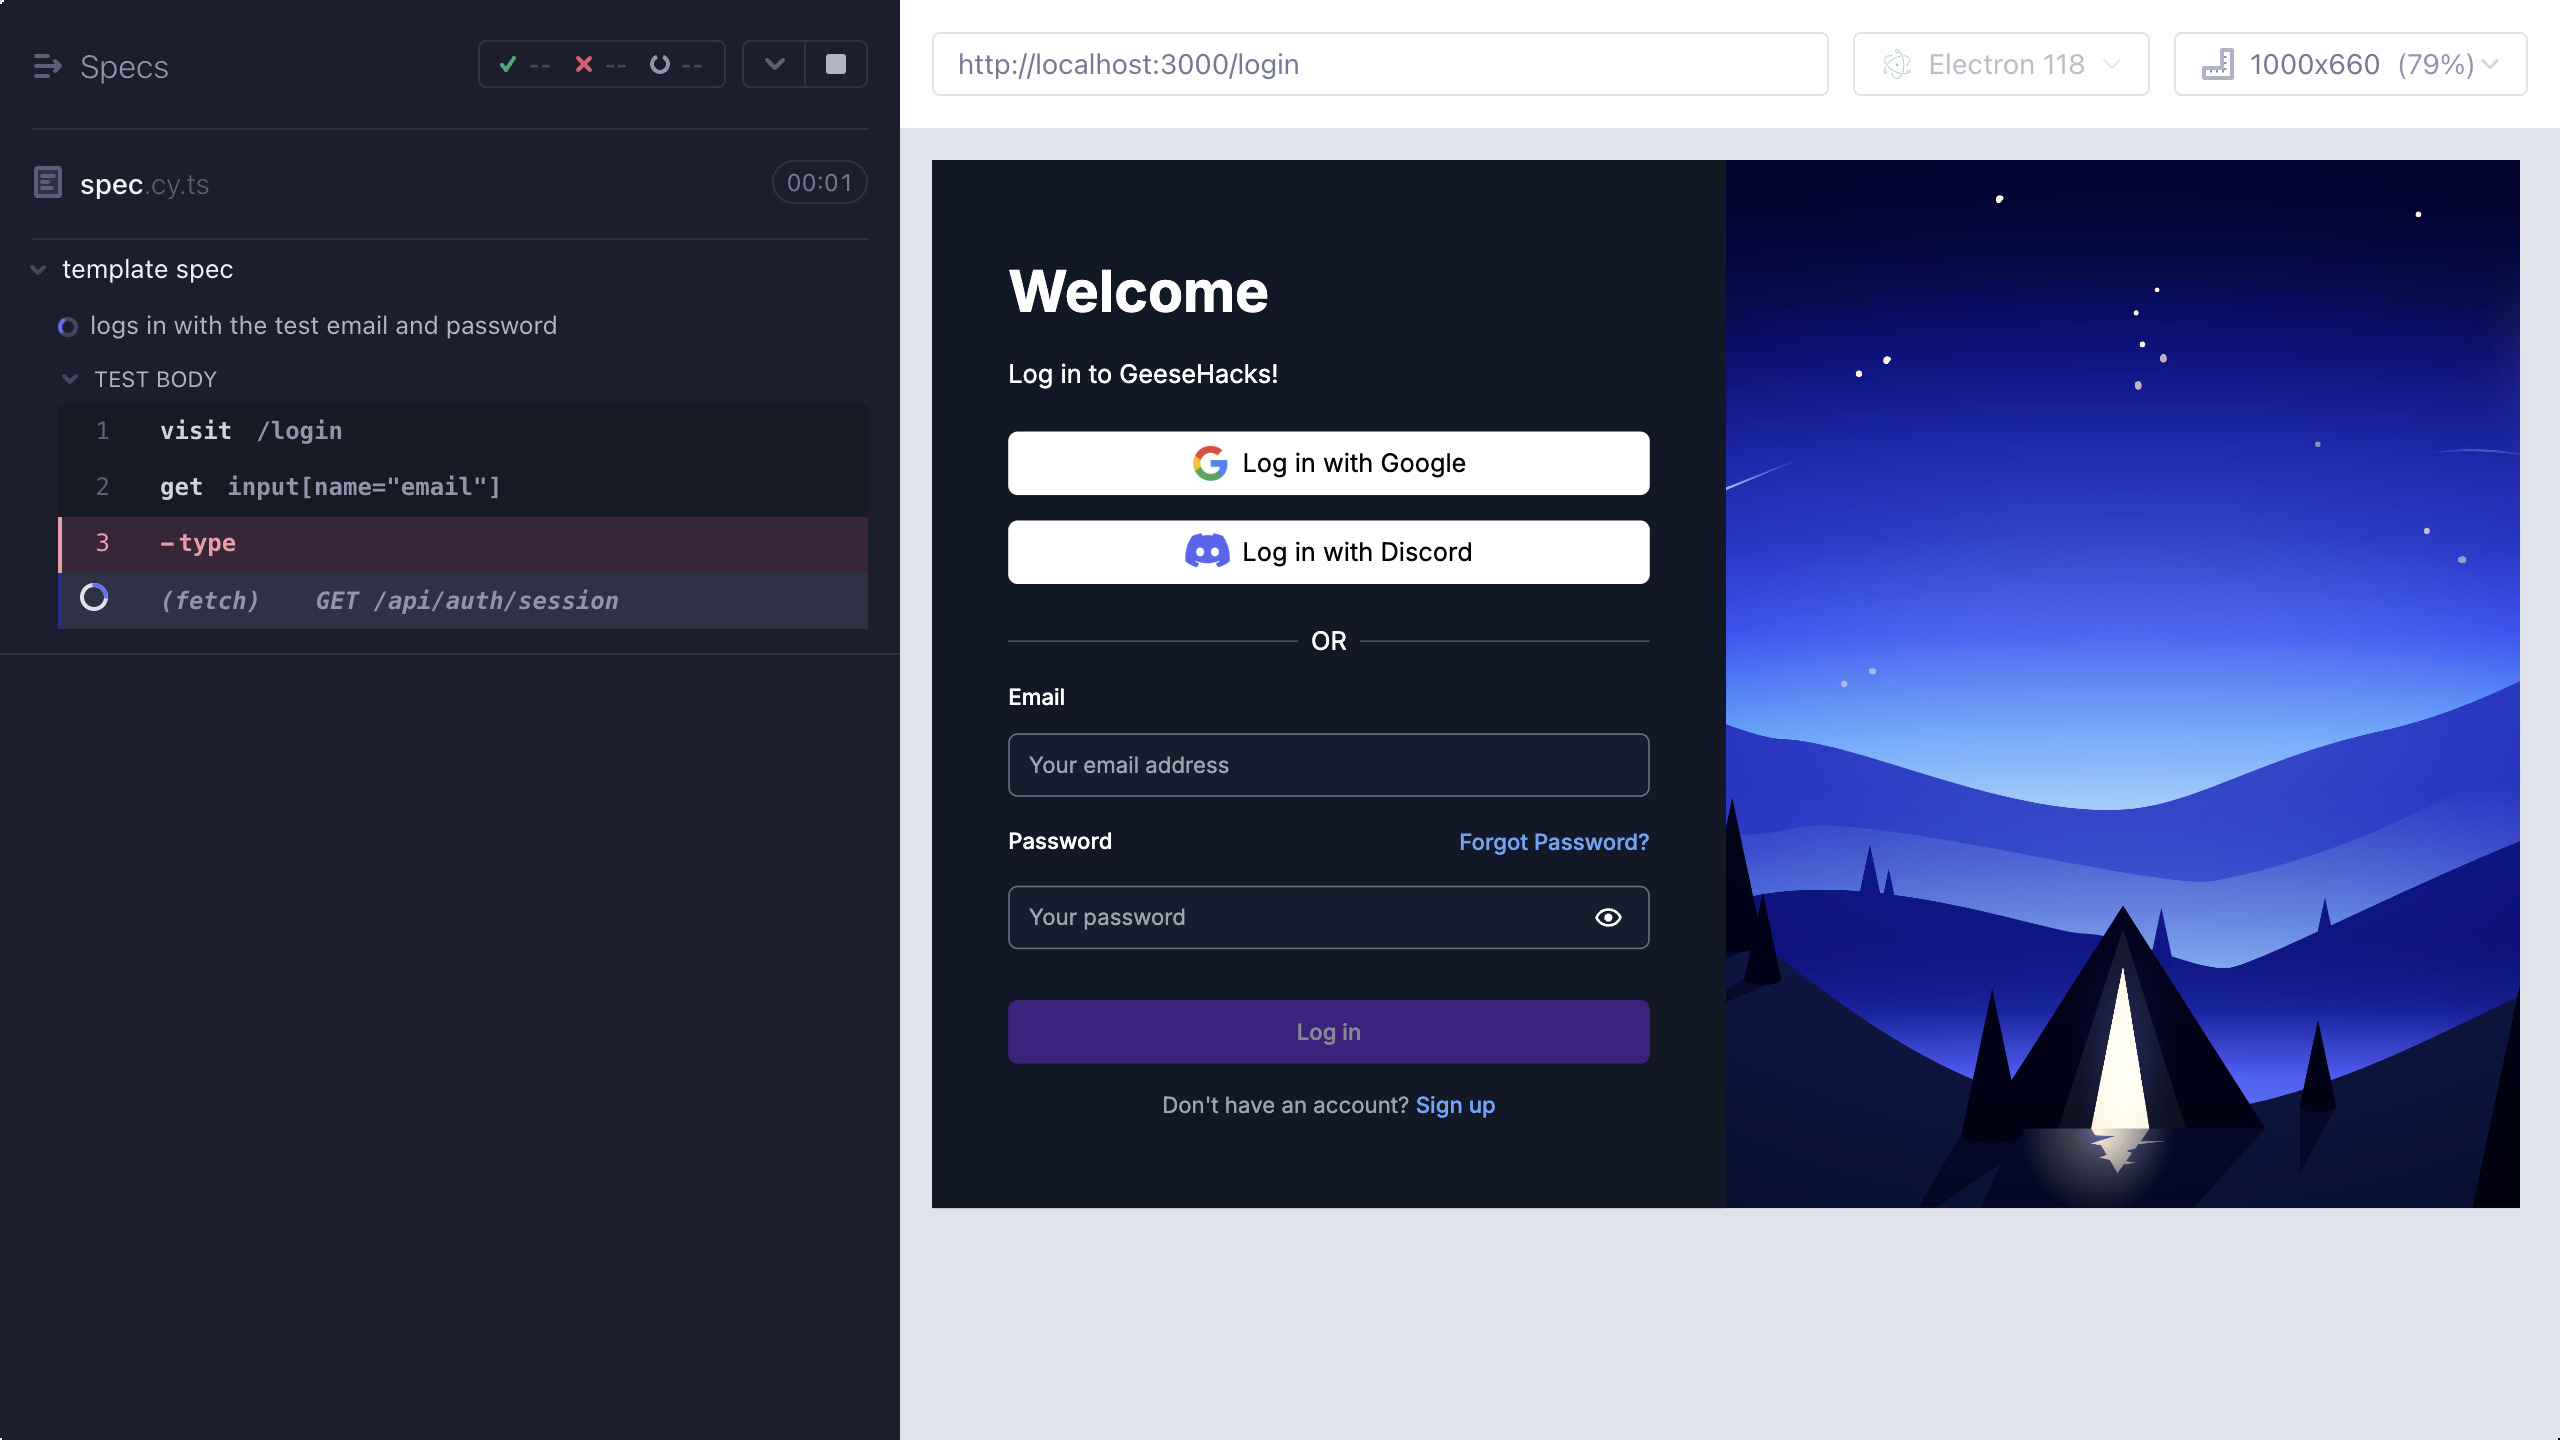 Specs
-- -- --
spec.cy.ts
00:01
template spec
logs in with the test email and password
TEST BODY
1 visit /login
2 get input[name="email"]
3 -type
(fetch) GET /api/auth/session
http://localhost:3000/login
Electron 118
1000x660 (79%)
Welcome
Log in to GeeseHacks!
Log in with Google
Log in with Discord
OR
Email
Your email address
Password
Forgot Password?
Your password
Log in
Don't have an account? Sign up